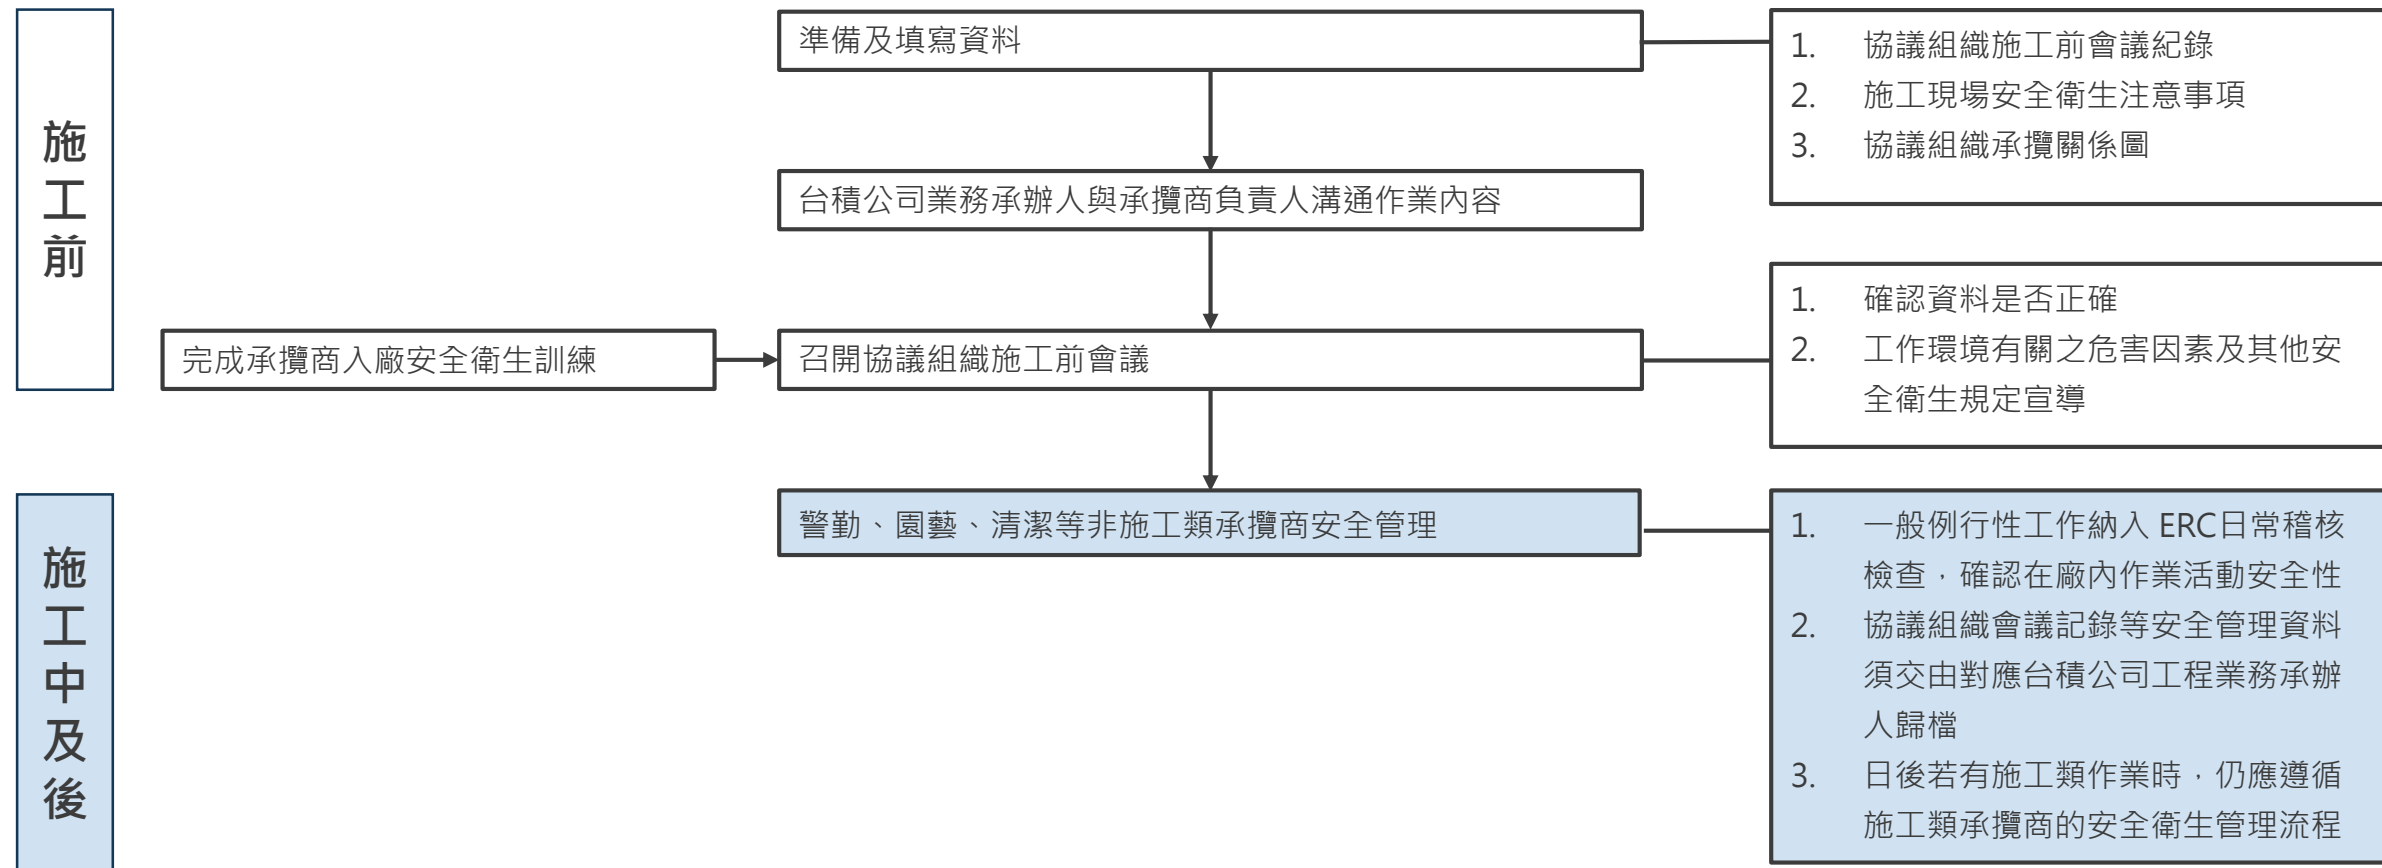 施工前
準備及填寫資料
1. 協議組織施工前會議紀錄
2. 施工現場安全衛生注意事項
3. 協議組織承攬關係圖
台積公司業務承辦人與承攬商負責人溝通作業內容
完成承攬商入廠安全衛生訓練
召開協議組織施工前會議
1. 確認資料是否正確
2. 工作環境有關之危害因素及其他安
全衛生規定宣導
施工中及後
警勤、園藝、清潔等非施工類承攬商安全管理
1. 一般例行性工作納入 ERC日常稽核
檢查，確認在廠內作業活動安全性
2. 協議組織會議記錄等安全管理資料
須交由對應台積公司工程業務承辦
人歸檔
3. 日後若有施工類作業時，仍應遵循
施工類承攬商的安全衛生管理流程